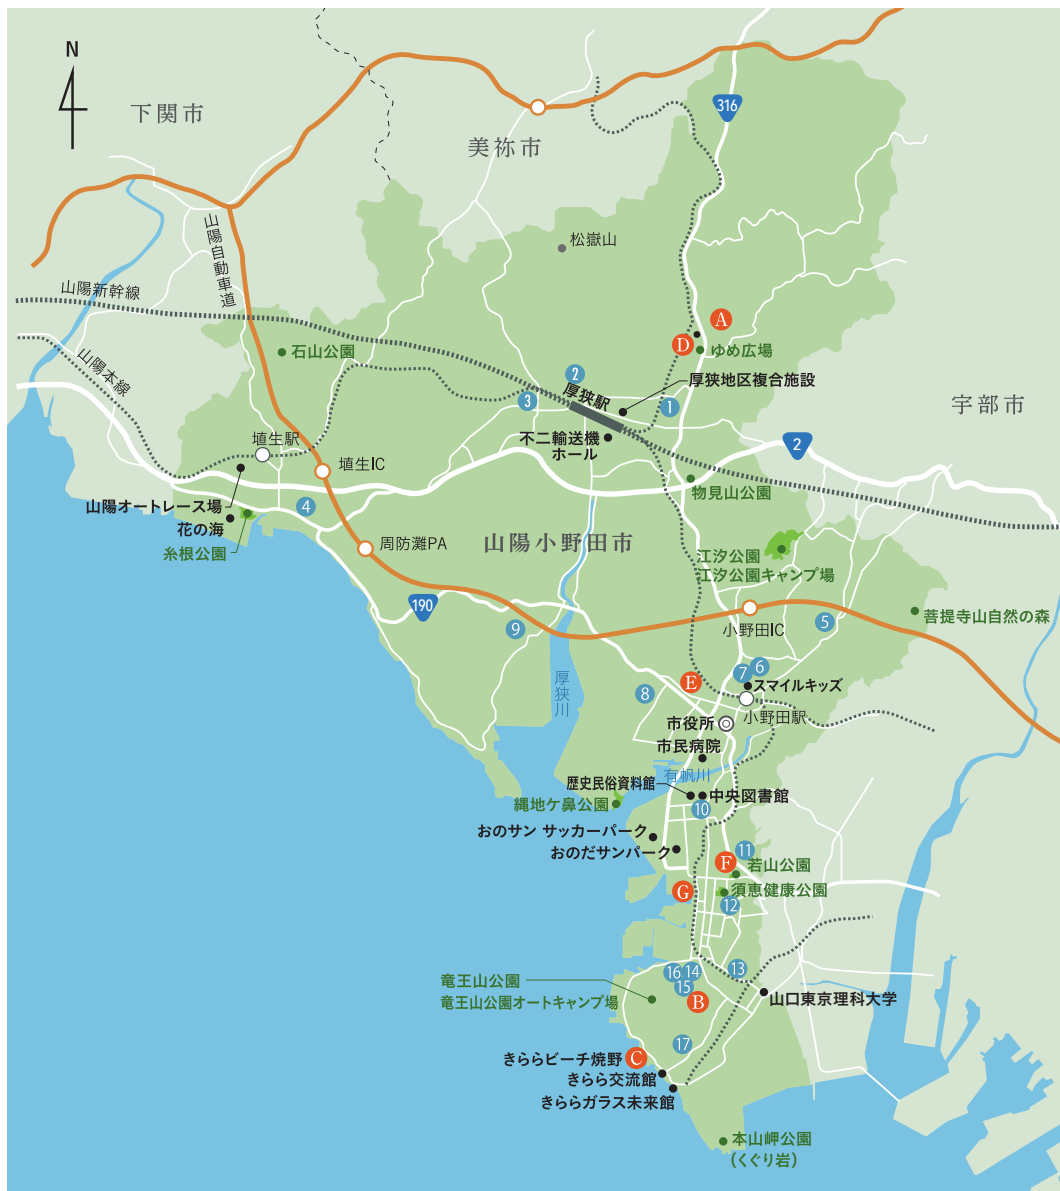 N
下関市
美祢市
316
松嶽山
山陽自動車道
山陽新幹線
山陽本線
A
D
ゆめ広場
石山公園
2
厚狭駅
厚狭地区複合施設
3
1
宇部市
不二輸送機
ホール
2
埴生駅
埴生IC
物見山公園
山陽オートレース場
4
花の海
糸根公園
周防灘PA
山陽小野田市
江汐公園
江汐公園キャンプ場
190
9
小野田IC
5
菩提寺山自然の森
厚狭川
7
6
スマイルキッズ
8
E
小野田駅
市役所
市民病院
有帆川
歴史民俗資料館
中央図書館
10
縄地ケ鼻公園
おのサン サッカーパーク
おのだサンパーク
11
F
若山公園
G
須恵健康公園
12
13
16
14
15
竜王山公園
竜王山公園オートキャンプ場
B
山口東京理科大学
17
きららビーチ焼野
C
きらら交流館
きららガラス未来館
本山岬公園
(くぐり岩)